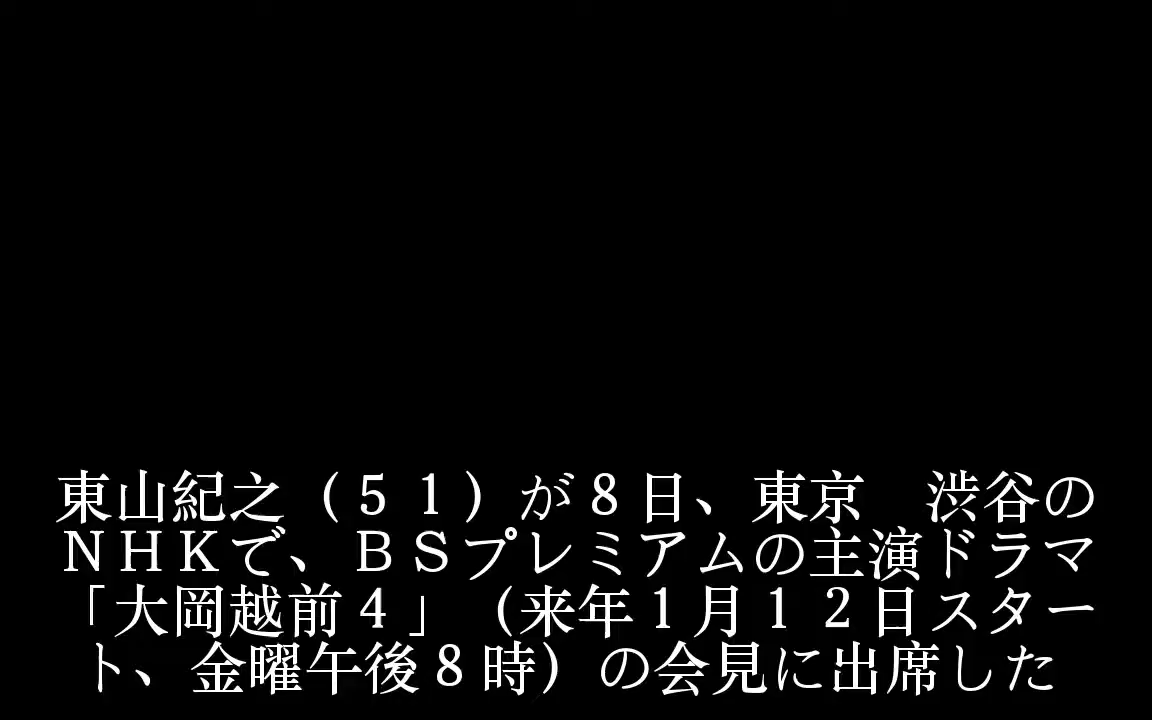 東山紀之（５１）が８日、東京　渋谷の
ＮＨＫで、ＢＳプレミアムの主演ドラマ
「大岡越前４」（来年１月１２日スター
ト、金曜午後８時）の会見に出席した